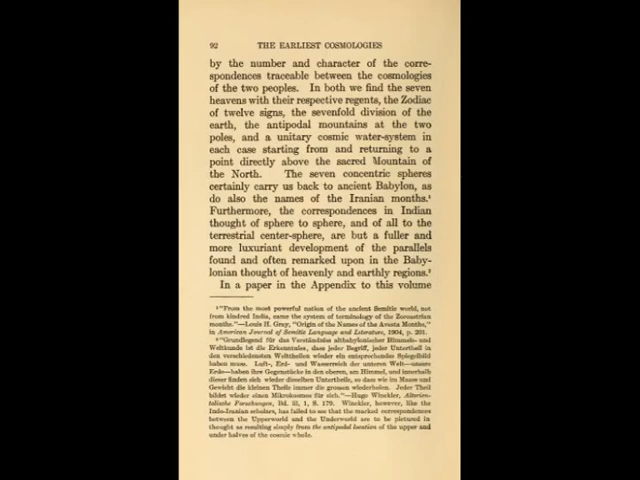 92 THE EARLIEST COSMOLOGIES
by the number and character of the corre-
spondences traceable between the cosmologies
of the two peoples. In both we find the seven
heavens with their respective regents, the Zodiac
of twelve signs, the sevenfold division of the
earth, the antipodal mountains at the two
poles, and a unitary cosmic water-system in
each case starting from and returning to a
point directly above the sacred Mountain of
the North. The seven concentric spheres
certainly carry us back to ancient Babylon, as
do also the names of the Iranian months.¹
Furthermore, the correspondences in Indian
thought of sphere to sphere, and of all to the
terrestrial center-sphere, are but a fuller and
more luxuriant development of the parallels
found and often remarked upon in the Baby-
lonian thought of heavenly and earthly regions.²
In a paper in the Appendix to this volume
¹ "From the most powerful nation of the ancient Semitic world, not
from kindred India, came the system of terminology of the Zoroastrian
months."—Louis H. Gray, "Origin of the Names of the Avesta Months,"
in American Journal of Semitic Language and Literature, 1904, p. 201.
² "Grundlegend für das Verständniss altbabylonischer Himmels- und
Weltkunde ist die Erkenntniss, dass jeder Begriff, jeder Unterteil in
den verschiedensten Weltteilen wieder ein entsprechendes Spiegelbild
haben muss. Luft-, Erd- und Wasserreich der unteren Welt—unsere
Erde—haben ihre Gegenstücke in den oberen, am Himmel, und innerhalb
dieser finden sich wieder dieselben Unterteile, so dass wie im Maass und
Gewicht die kleinen Theile immer die grossen wiederholen. Jeder Theil
bildet wieder einen Mikrokosmos für sich."—Hugo Winckler, Altorien-
talische Forschungen, Bd. iii, 1, S. 179. Winckler, however, like the
Indo-Iranian scholars, has failed to see that the marked correspondences
between the Upperworld and the Underworld are to be pictured in
thought as resulting simply from the antipodal location of the upper and
under halves of the cosmic whole.